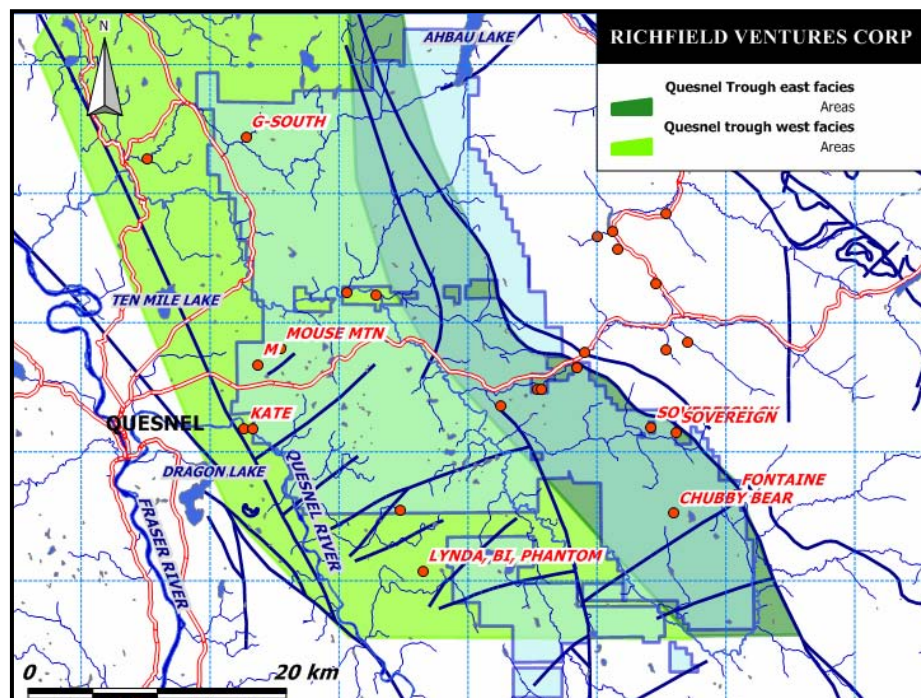 N
AHBAU LAKE
RICHFIELD VENTURES CORP
Quesnel Trough east facies
Areas
Quesnel trough west facies
Areas
G-SOUTH
TEN MILE LAKE
MOUSE MTN
M
QUESNEL
KATE
SOVEREIGN
DRAGON LAKE
QUESNEL RIVER
FONTAINE
CHUBBY BEAR
FRASER RIVER
LYNDA, BI, PHANTOM
0
20 km